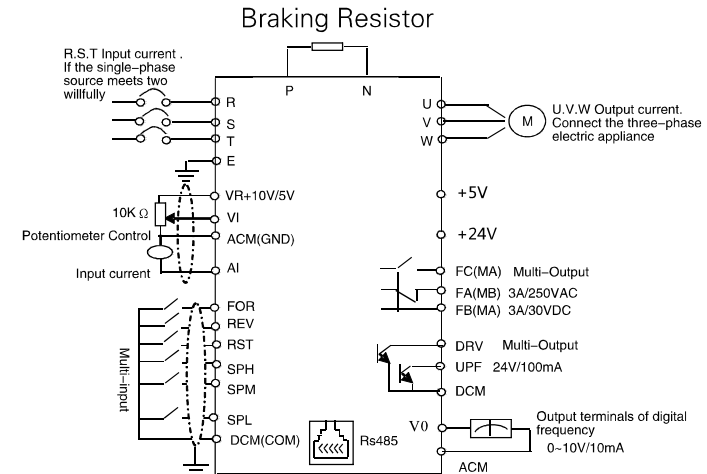 Braking Resistor
R.S.T Input current .
If the single-phase
source meets two
willfully
P N
R
S
T
E
U
V
W
M
U.V.W Output current.
Connect the three-phase
electric appliance
VR+10V/5V
10K Ω
VI
Potentiometer Control
ACM(GND)
Input current
AI
+5V
+24V
FC(MA) Multi-Output
FA(MB) 3A/250VAC
FB(MA) 3A/30VDC
Multi-input
FOR
REV
RST
SPH
SPM
SPL
DCM(COM)
Rs485
DRV Multi-Output
UPF 24V/100mA
DCM
V0
Output terminals of digital
frequency
0~10V/10mA
ACM